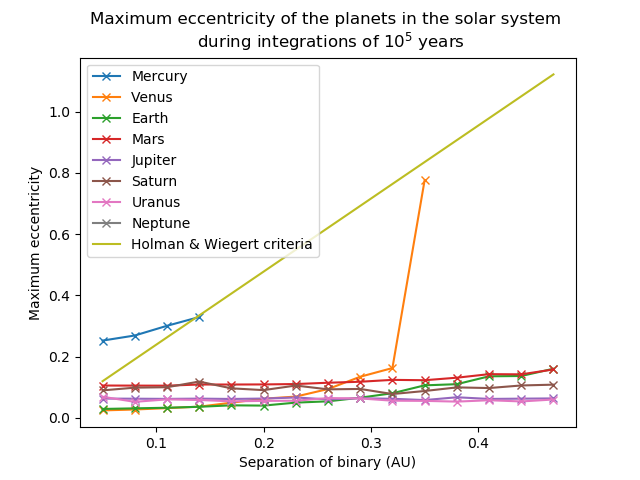 Maximum eccentricity of the planets in the solar system
during integrations of 10⁵ years
Mercury
Venus
Earth
Mars
Jupiter
Saturn
Uranus
Neptune
Holman & Wiegert criteria
Maximum eccentricity
1.0
0.8
0.6
0.4
0.2
0.0
0.1 0.2 0.3 0.4
Separation of binary (AU)